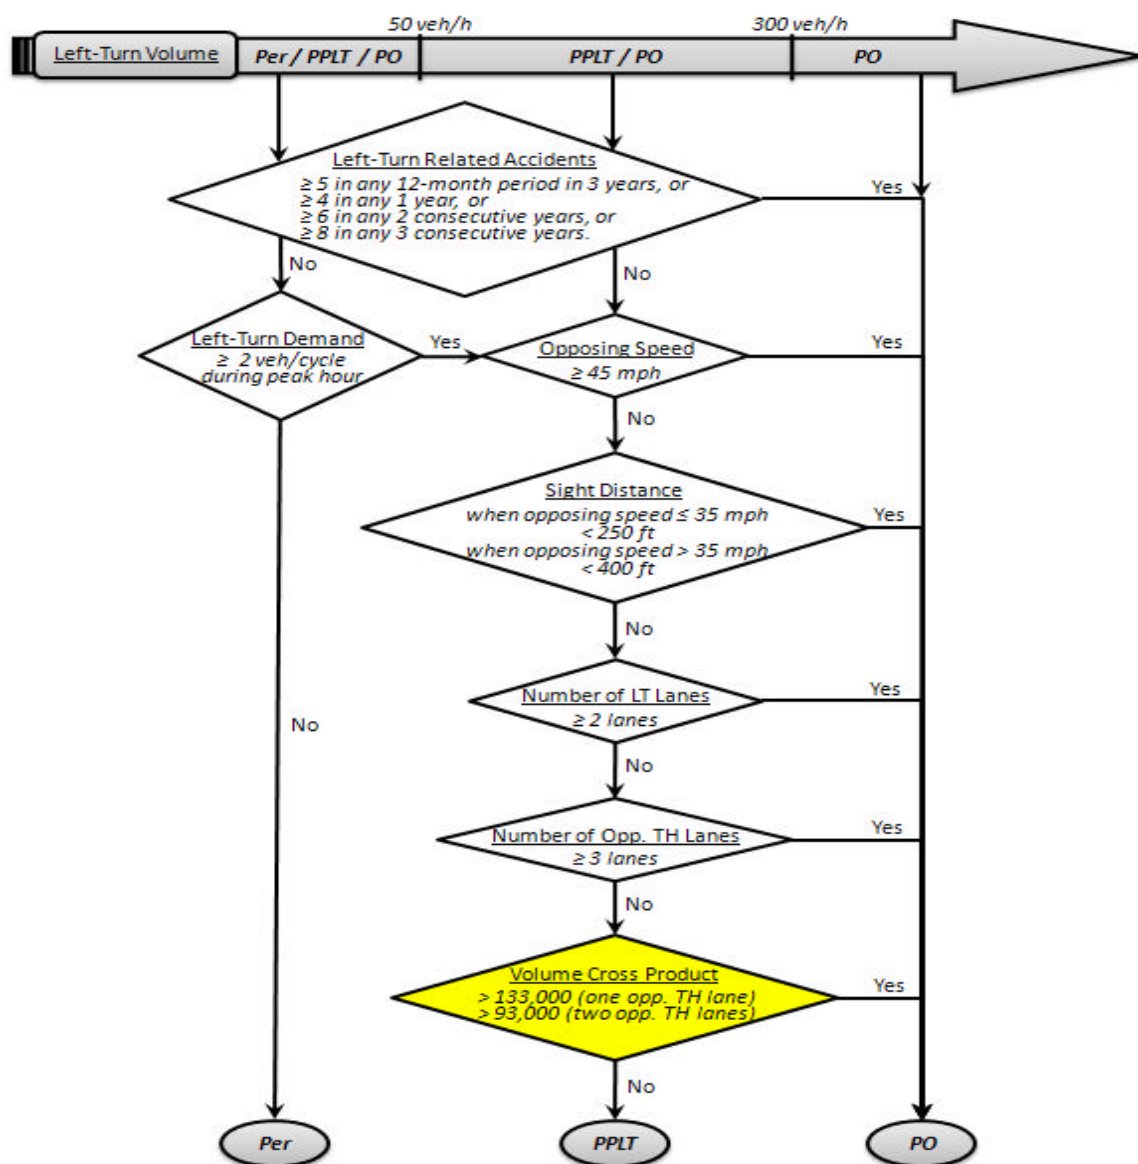 50 veh/h
300 veh/h
Left-Turn Volume
Per / PPLT / PO
PPLT / PO
PO
Left-Turn Related Accidents
≥ 5 in any 12-month period in 3 years, or
≥ 4 in any 1 year, or
≥ 6 in any 2 consecutive years, or
≥ 8 in any 3 consecutive years.
Yes
No
No
Left-Turn Demand
≥ 2 veh/cycle
during peak hour
Yes
Opposing Speed
≥ 45 mph
Yes
No
Sight Distance
when opposing speed ≤ 35 mph
< 250 ft
when opposing speed > 35 mph
< 400 ft
Yes
No
Number of LT Lanes
≥ 2 lanes
Yes
No
No
Number of Opp. TH Lanes
≥ 3 lanes
Yes
No
Volume Cross Product
> 133,000 (one opp. TH lane)
> 93,000 (two opp. TH lanes)
Yes
No
Per
PPLT
PO